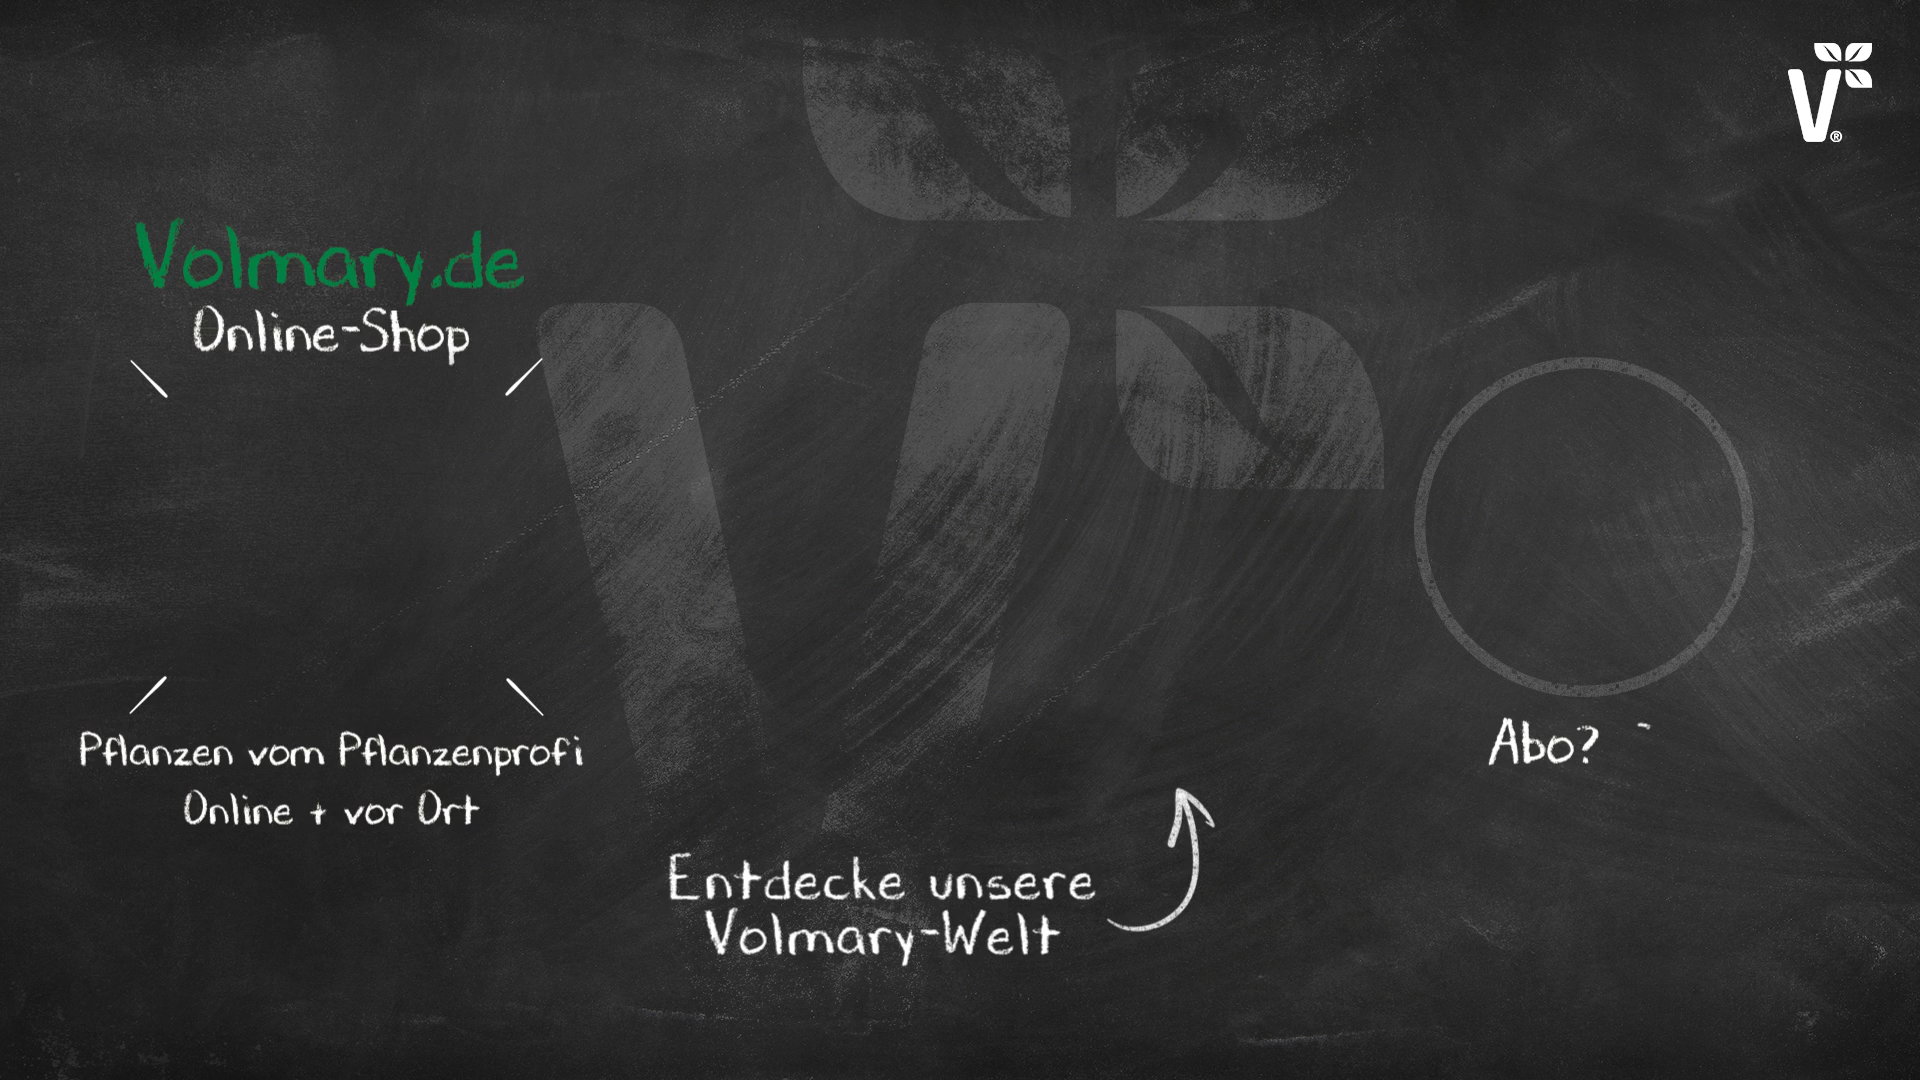 Volmary.de
Online-Shop
Pflanzen vom Pflanzenprofi
Online + vor Ort
Entdecke unsere
Volmary-Welt
Abo?
V®